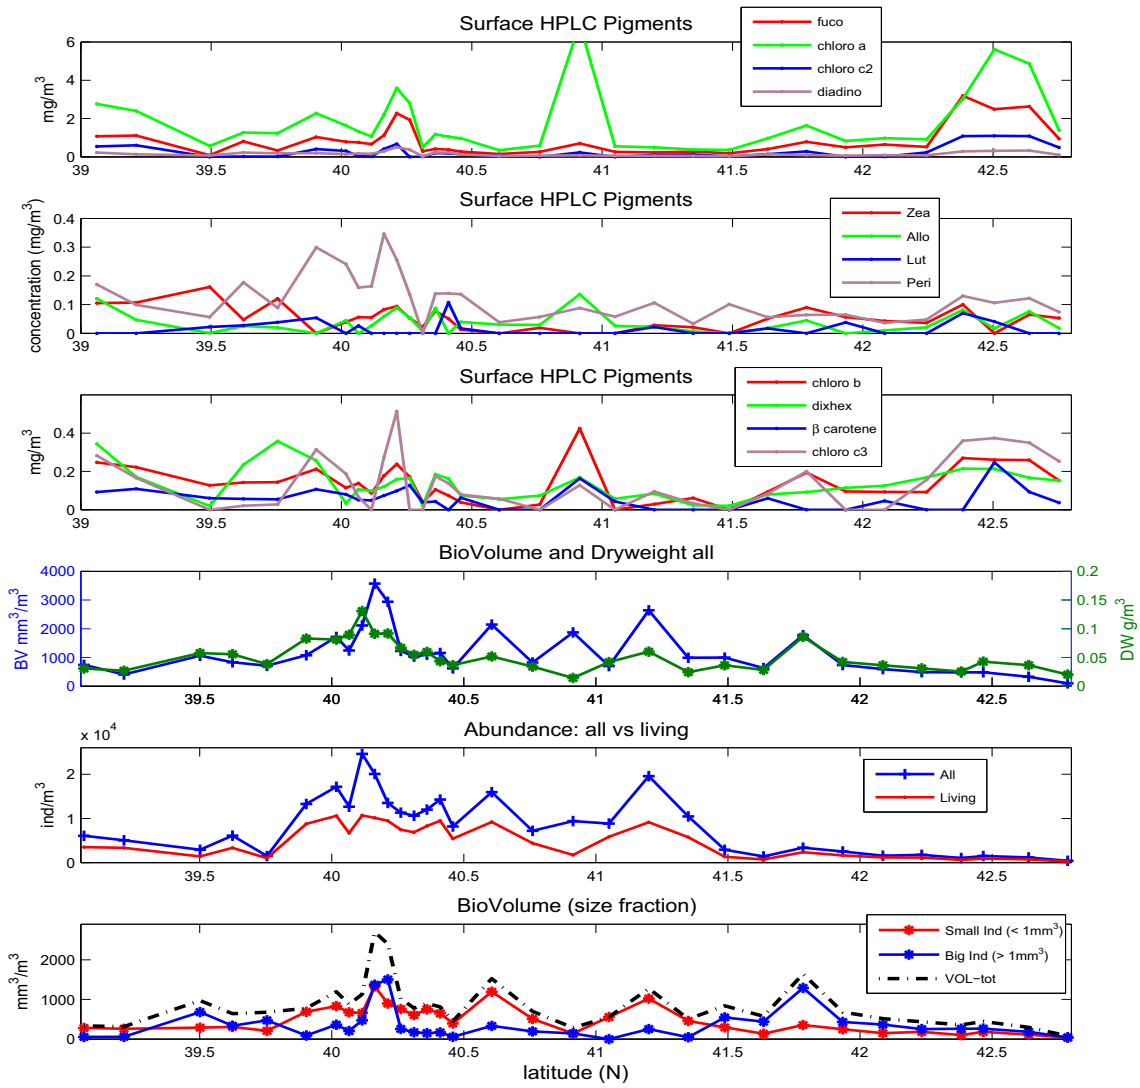 Surface HPLC Pigments
fuco
chloro a
chloro c2
diadino
mg/m³
6
4
2
0
39 39.5 40 40.5 41 41.5 42 42.5
Surface HPLC Pigments
Zea
Allo
Lut
Peri
concentration (mg/m³)
0.4
0.3
0.2
0.1
0
39 39.5 40 40.5 41 41.5 42 42.5
Surface HPLC Pigments
chloro b
dixhex
β carotene
chloro c3
mg/m³
0.4
0.2
0
39 39.5 40 40.5 41 41.5 42 42.5
BioVolume and Dryweight all
BV mm³/m³
4000
3000
2000
1000
0
DW g/m³
0.2
0.15
0.1
0.05
0
39.5 40 40.5 41 41.5 42 42.5
Abundance: all vs living
x 10⁴
All
Living
ind/m³
2
1
0
39.5 40 40.5 41 41.5 42 42.5
BioVolume (size fraction)
Small Ind (< 1mm³)
Big Ind (> 1mm³)
VOL−tot
mm³/m³
2000
1000
0
39.5 40 40.5 41 41.5 42 42.5
latitude (N)